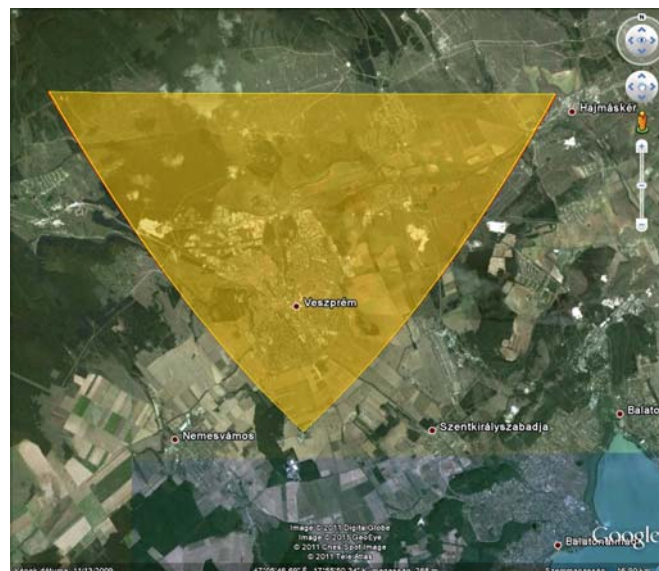 N
Hajmáskér
Veszprém
Nemesvámos
Szentkirályszabadja
Balato
Image © 2011 DigitalGlobe
Image © 2011 GeoEye
© 2011 Cnes/Spot Image
© 2011 Tele Atlas
Balatonalmádi
Google